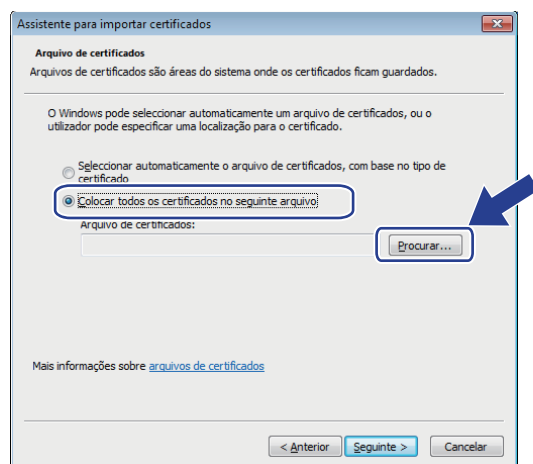 Assistente para importar certificados
Arquivo de certificados
Arquivos de certificados são áreas do sistema onde os certificados ficam guardados.
O Windows pode seleccionar automaticamente um arquivo de certificados, ou o
utilizador pode especificar uma localização para o certificado.
Seleccionar automaticamente o arquivo de certificados, com base no tipo de
certificado
Colocar todos os certificados no seguinte arquivo
Arquivo de certificados:
Procurar...
Mais informações sobre arquivos de certificados
< Anterior
Seguinte >
Cancelar